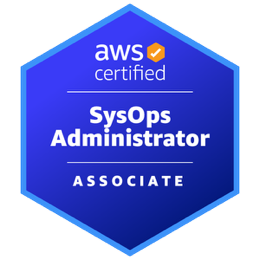 aws
certified
SysOps
Administrator
ASSOCIATE